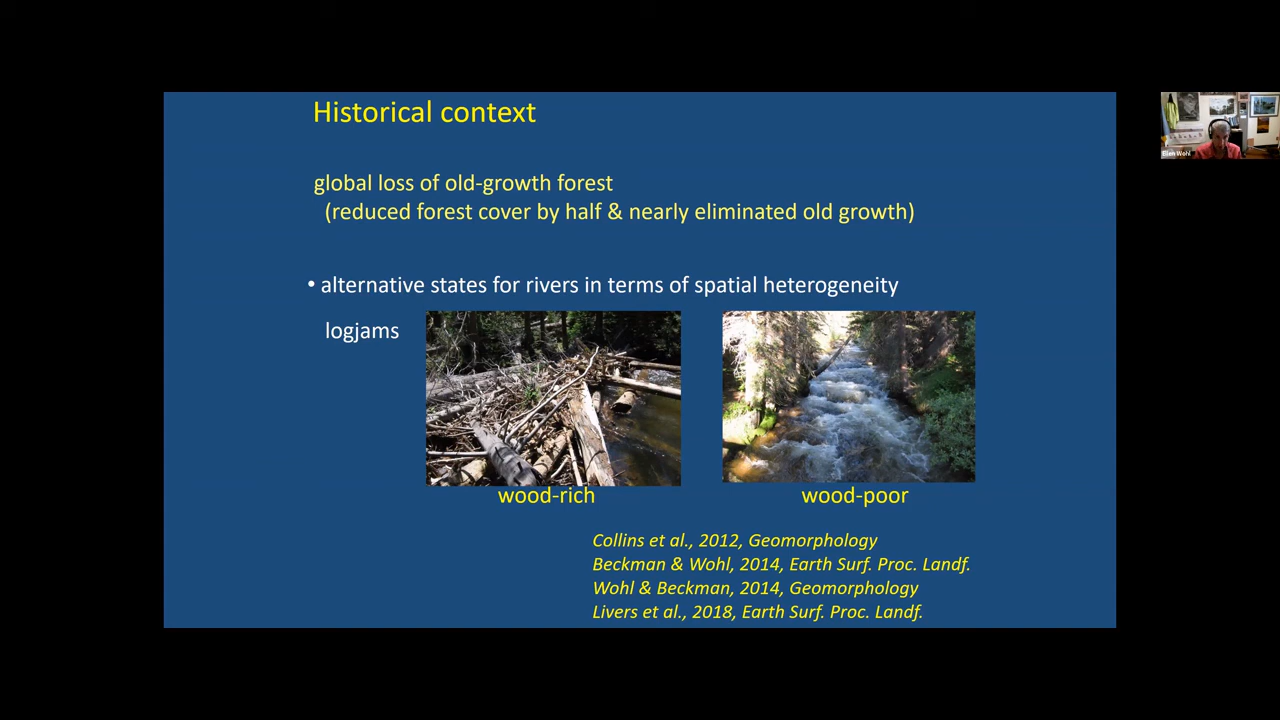 Historical context
global loss of old-growth forest
(reduced forest cover by half & nearly eliminated old growth)
• alternative states for rivers in terms of spatial heterogeneity
logjams
wood-rich
wood-poor
Collins et al., 2012, Geomorphology
Beckman & Wohl, 2014, Earth Surf. Proc. Landf.
Wohl & Beckman, 2014, Geomorphology
Livers et al., 2018, Earth Surf. Proc. Landf.
Ellen Wohl